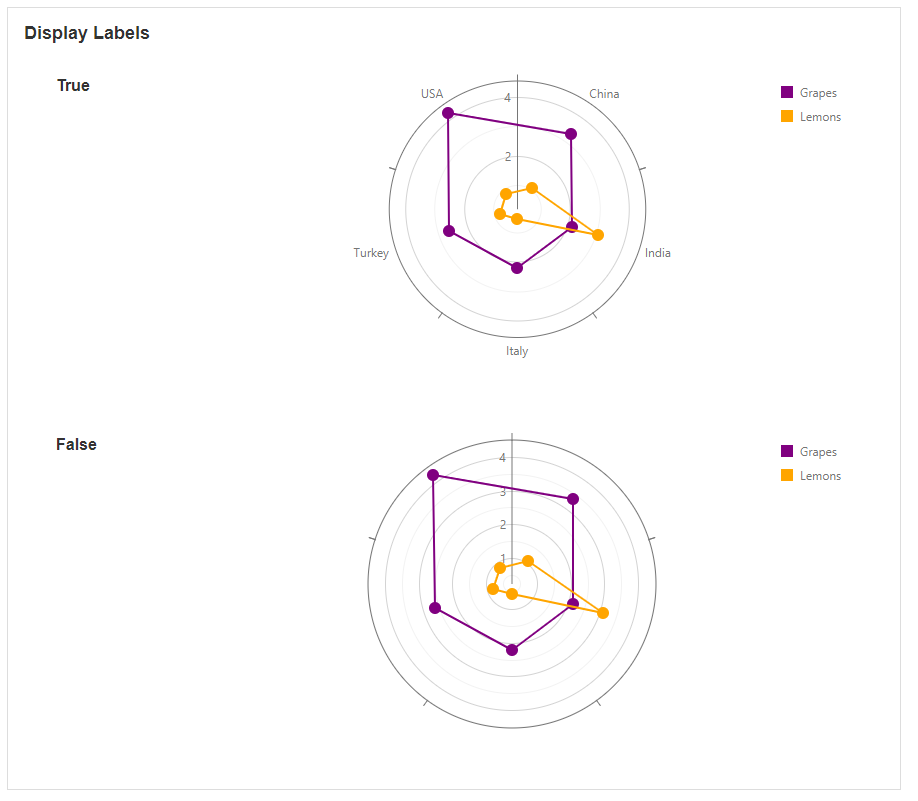 Display Labels
True
USA
China
4
2
Turkey
India
Italy
Grapes
Lemons
False
4
3
2
1
Grapes
Lemons